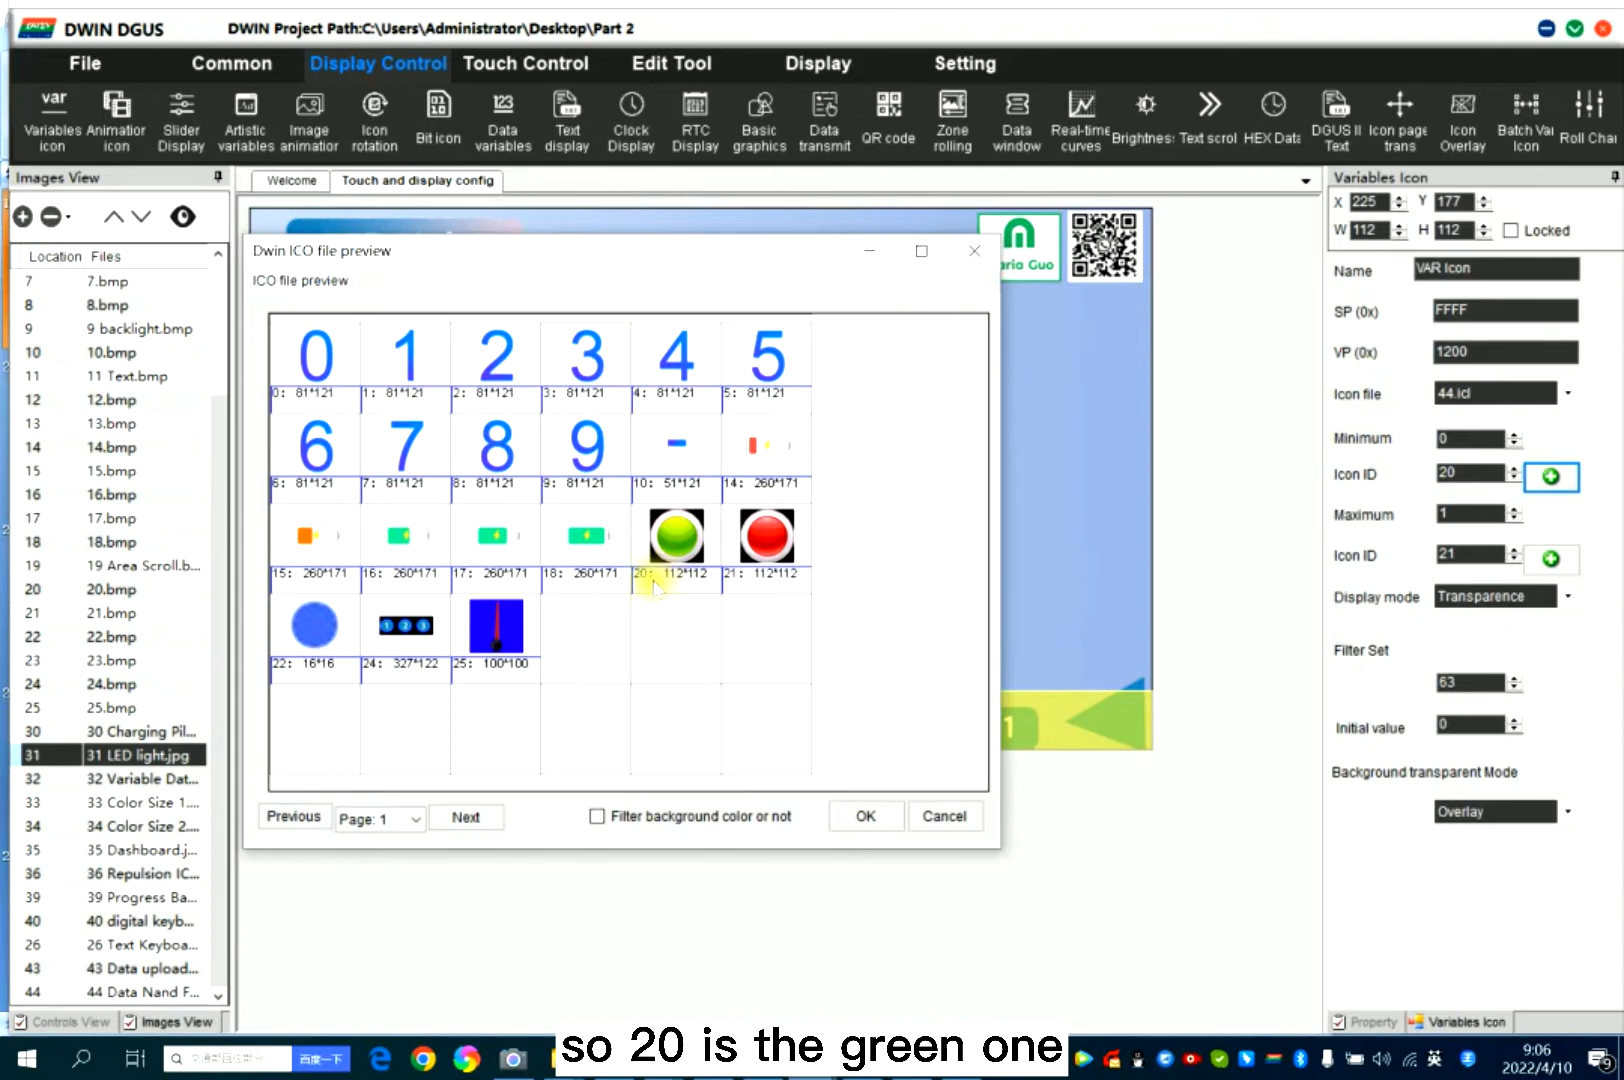 DWIN DGUS
DWIN Project Path:C:\Users\Administrator\Desktop\Part 2
File Common Display Control Touch Control Edit Tool Display Setting
var
Variables icon
Animation icon
Slider Display
Artistic variables
Image animation
Icon rotation
Bit icon
Data variables
Text display
Clock Display
RTC Display
Basic graphics
Data transmit
QR code
Zone rolling
Data window
Real-time curves
Brightnes:
Text scrol
HEX Data
DGUS II Text
Icon page trans
Icon Overlay
Batch Var Icon
Roll Char
Images View
Welcome
Touch and display config
Variables Icon
Location Files
7 7.bmp
8 8.bmp
9 9 backlight.bmp
10 10.bmp
11 11 Text.bmp
12 12.bmp
13 13.bmp
14 14.bmp
15 15.bmp
16 16.bmp
17 17.bmp
18 18.bmp
19 19 Area Scroll.b...
20 20.bmp
21 21.bmp
22 22.bmp
23 23.bmp
24 24.bmp
25 25.bmp
30 30 Charging Pil...
31 31 LED light.jpg
32 32 Variable Dat...
33 33 Color Size 1....
34 34 Color Size 2....
35 35 Dashboard.j...
36 36 Repulsion IC...
39 39 Progress Ba...
40 40 digital keyb...
26 26 Text Keyboa...
43 43 Data upload...
44 44 Data Nand F...
Controls View Images View
Dwin ICO file preview
ICO file preview
0 1 2 3 4 5
0: 81*121 1: 81*121 2: 81*121 3: 81*121 4: 81*121 5: 81*121
6 7 8 9 -
6: 81*121 7: 81*121 8: 81*121 9: 81*121 10: 51*121 14: 260*171
15: 260*171 16: 260*171 17: 260*171 18: 260*171 20: 112*112 21: 112*112
1 2 3
22: 16*16 24: 327*122 25: 100*100
Previous Page: 1 Next Filter background color or not OK Cancel
aria Guo
1
X 225 Y 177
W 112 H 112 Locked
Name VAR Icon
SP (0x) FFFF
VP (0x) 1200
Icon file 44.icl
Minimum 0
Icon ID 20
Maximum 1
Icon ID 21
Display mode Transparence
Filter Set
63
Initial value 0
Background transparent Mode
Overlay
Property Variables Icon
so 20 is the green one
百度一下
英
9:06
2022/4/10
9